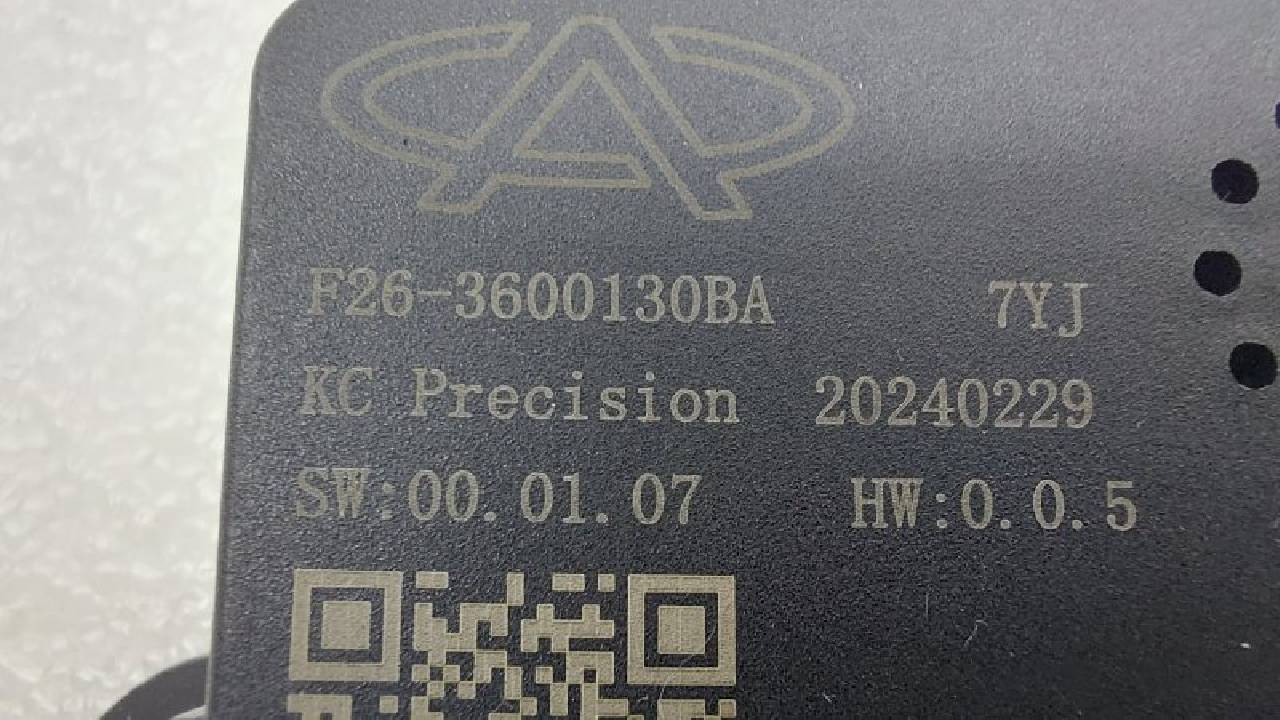 F26-3600130BA 7YJ
KC Precision 20240229
SW:00.01.07 HW:0.0.5